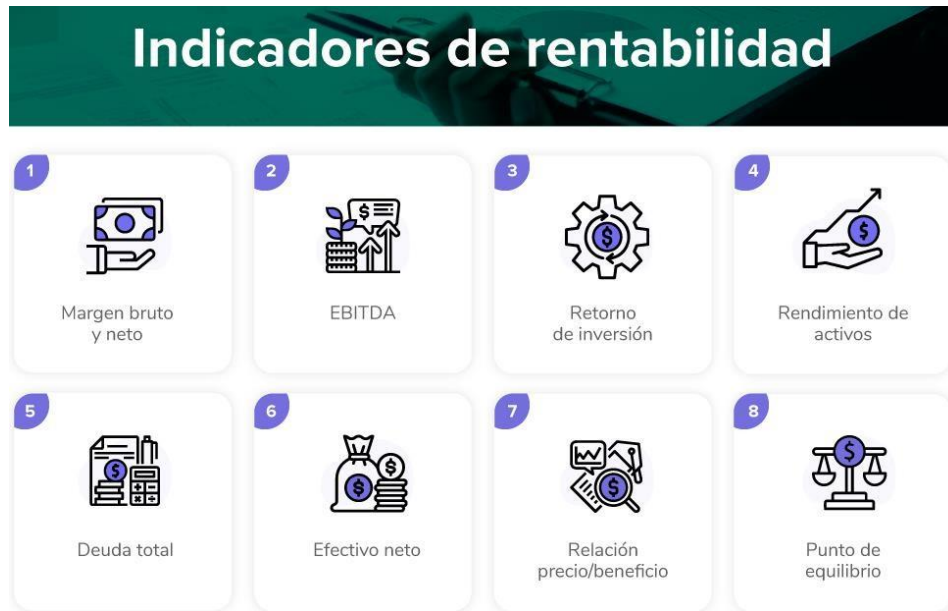 Indicadores de rentabilidad
1
Margen bruto
y neto
2
$
EBITDA
3
$
Retorno
de inversión
4
$
Rendimiento de
activos
5
$
Deuda total
6
$
$
Efectivo neto
7
$
Relación
precio/beneficio
8
$
Punto de
equilibrio